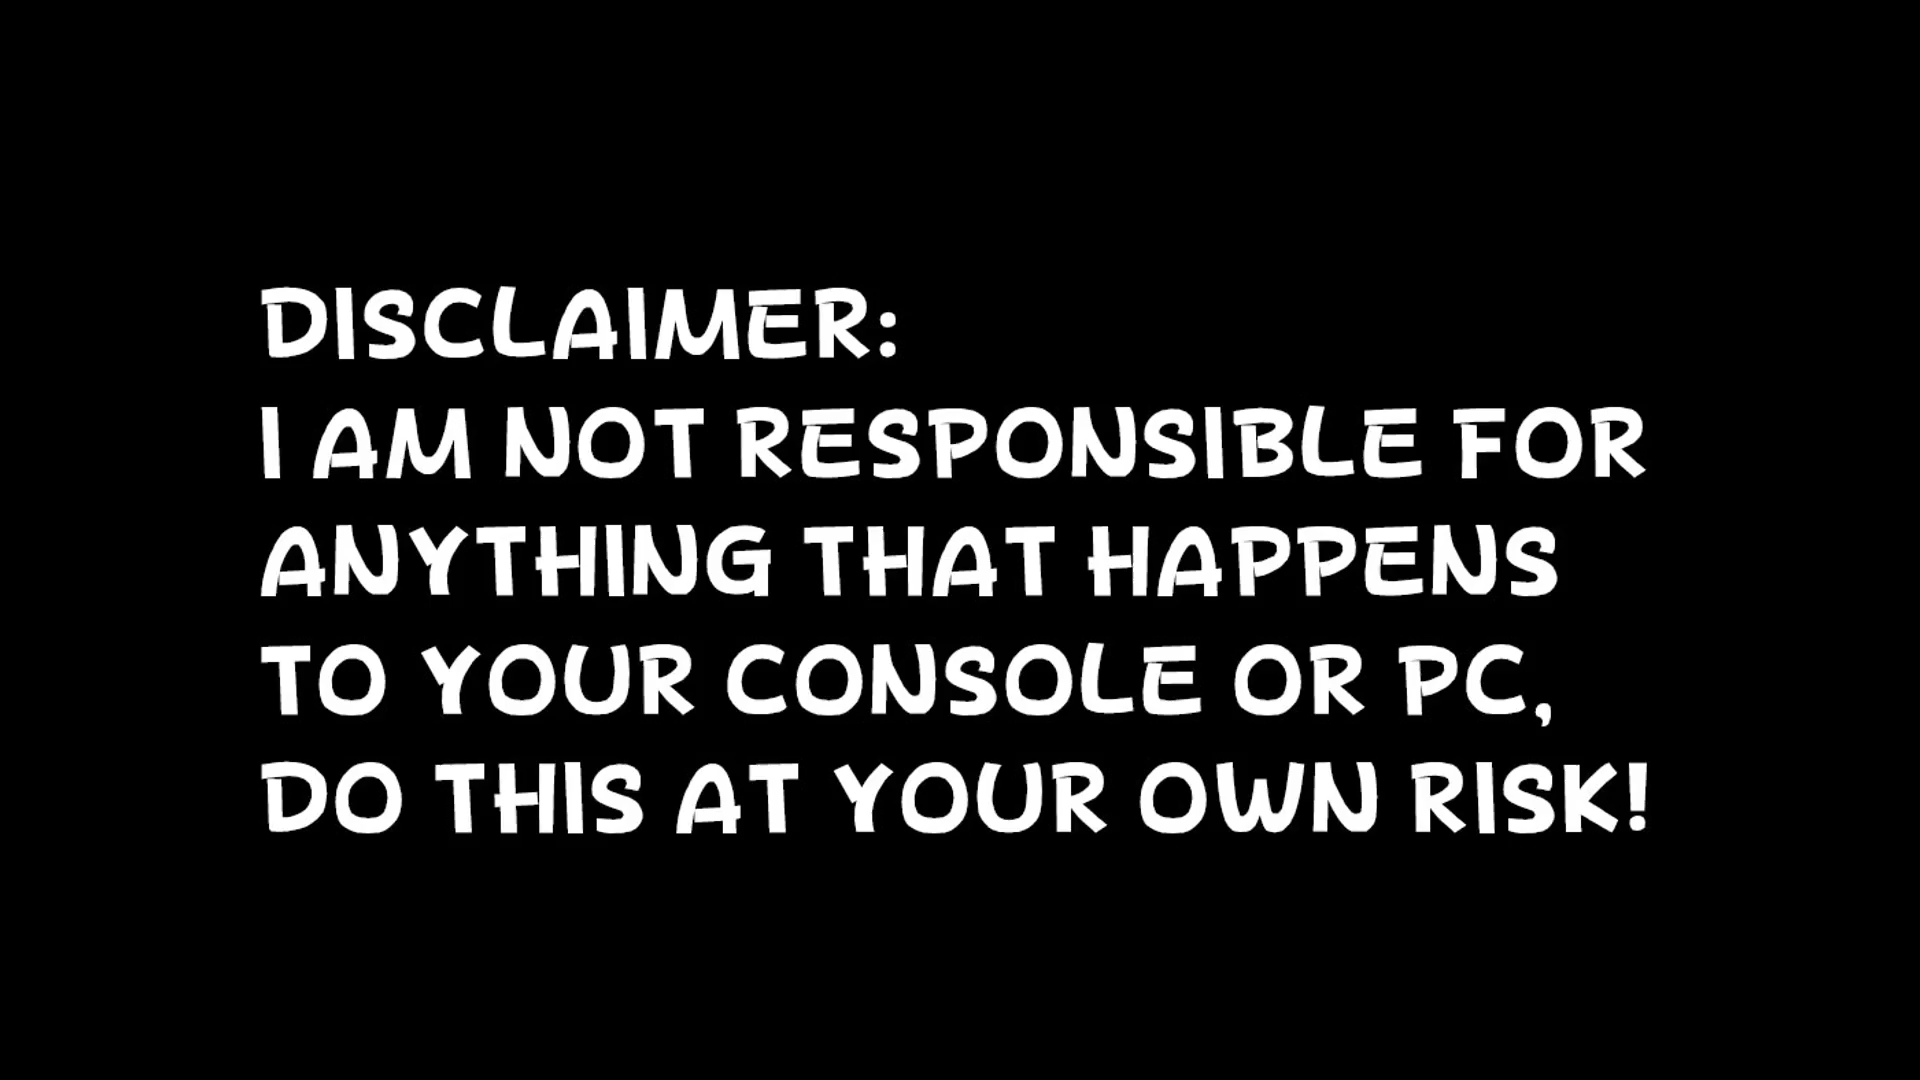 DISCLAIMER:
I AM NOT RESPONSIBLE FOR
ANYTHING THAT HAPPENS
TO YOUR CONSOLE OR PC,
DO THIS AT YOUR OWN RISK!